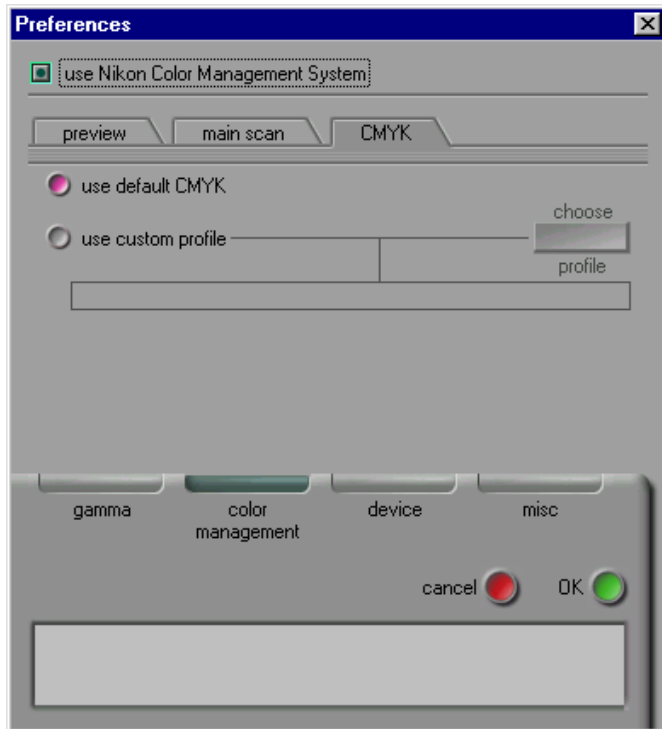 Preferences
use Nikon Color Management System
preview main scan CMYK
use default CMYK
choose
use custom profile
profile
gamma color management device misc
cancel OK